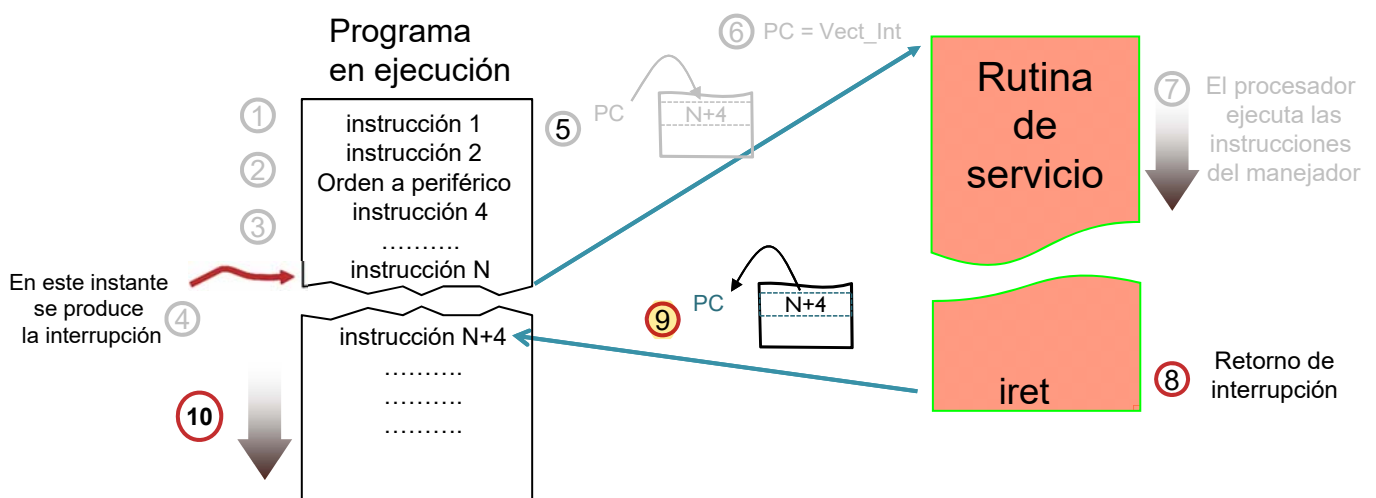 Programa
en ejecución
1
instrucción 1
instrucción 2
2
Orden a periférico
instrucción 4
3
……….
instrucción N
En este instante
se produce
la interrupción
4
5
PC
N+4
6 PC = Vect_Int
Rutina
de
servicio
7
El procesador
ejecuta las
instrucciones
del manejador
iret
8
Retorno de
interrupción
9
PC
N+4
instrucción N+4
……….
……….
……….
10